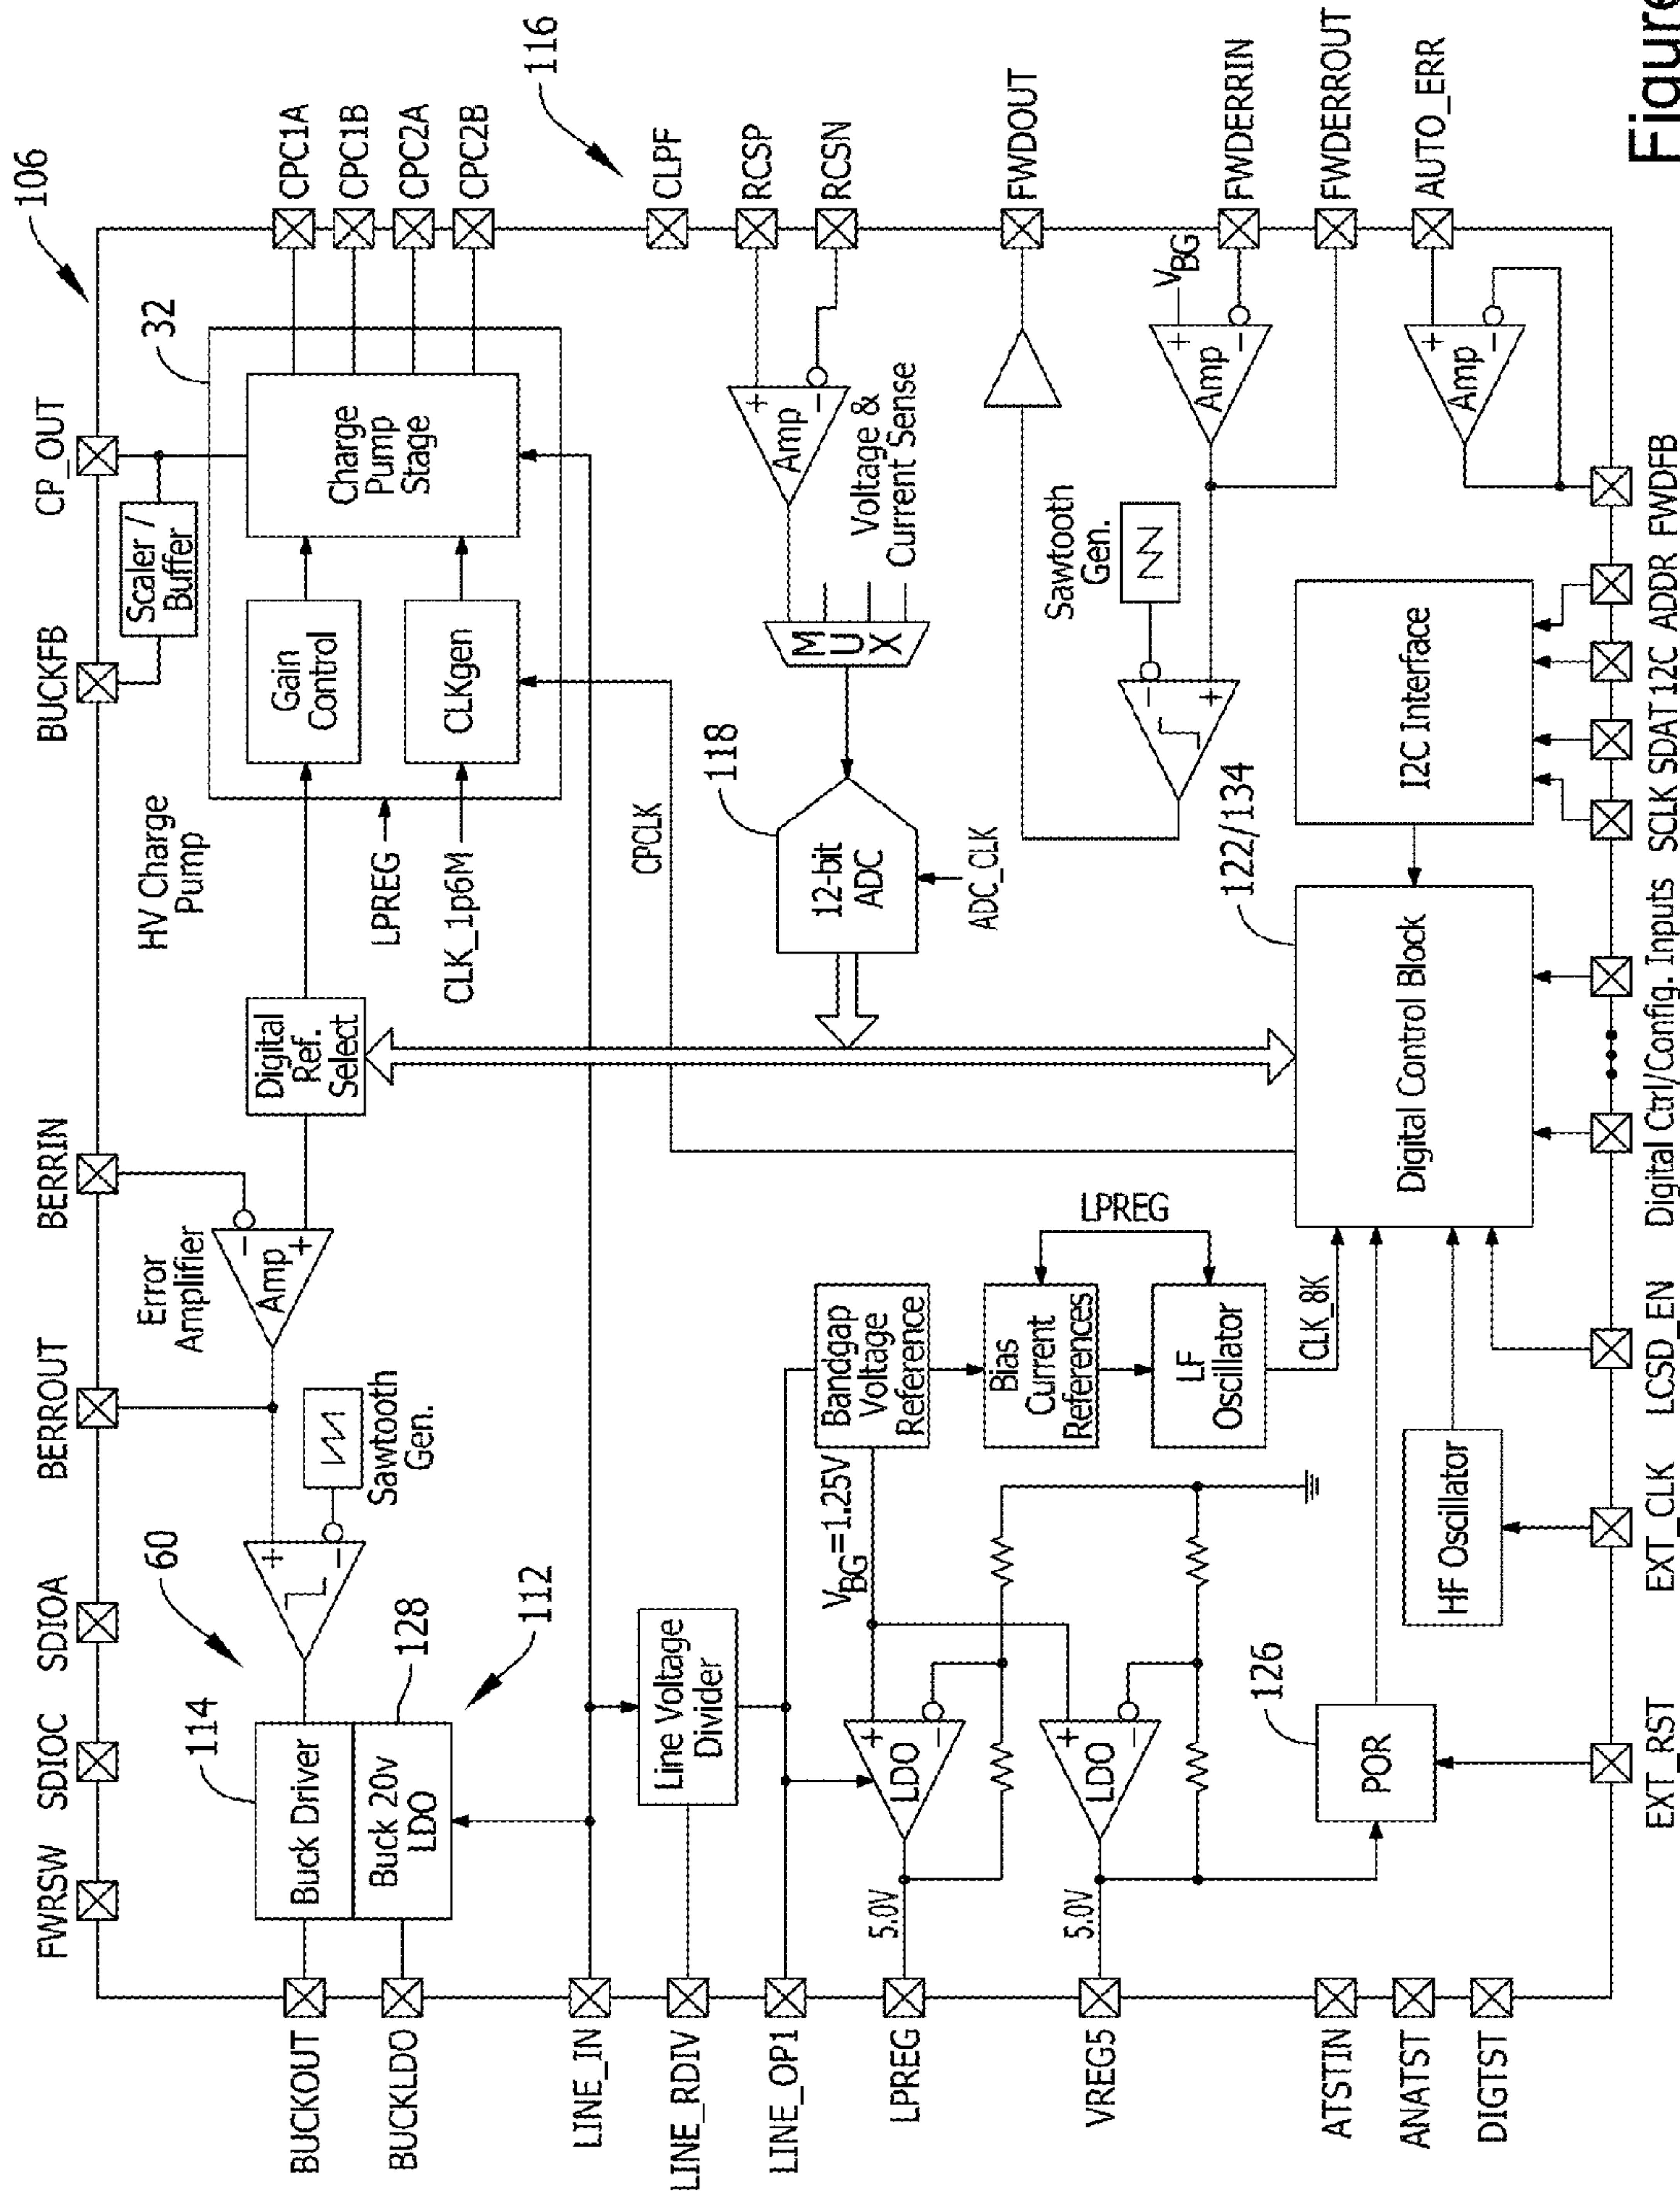 106
FWRSW
SDIOC
SDIOA
BERROUT
BERRIN
BUCKFB
CP_OUT
60
114
Buck Driver
Buck 20v
LDO
128
112
Sawtooth
Gen.
+
−
Error
Amplifier
Amp
−
+
Digital
Ref.
Select
HV Charge
Pump
Scaler /
Buffer
32
Gain
Control
CLKgen
Charge
Pump
Stage
LPREG
CLK_1p6M
CPCLK
CPC1A
CPC1B
CPC2A
CPC2B
116
CLPF
RCSP
RCSN
FWDOUT
FWDERRIN
FWDERROUT
AUTO_ERR
BUCKOUT
BUCKLDO
LINE_IN
LINE_RDIV
LINE_OP1
LPREG
VREG5
ATSTIN
ANATST
DIGTST
Line Voltage
Divider
VBG=1.25V
Bandgap
Voltage
Reference
Bias
Current
References
LF
Oscillator
LPREG
CLK_8K
5.0V
LDO
+
−
5.0V
LDO
+
−
126
POR
HF Oscillator
118
12-bit
ADC
ADC_CLK
MUX
Amp
+
−
Voltage &
Current Sense
Sawtooth
Gen.
−
+
VBG
Amp
+
−
Amp
+
−
122/134
Digital Control Block
I2C Interface
EXT_RST
EXT_CLK
LCSD_EN
Digital Ctrl/Config. Inputs
SCLK
SDAT
I2C ADDR
FWDFB
Figure